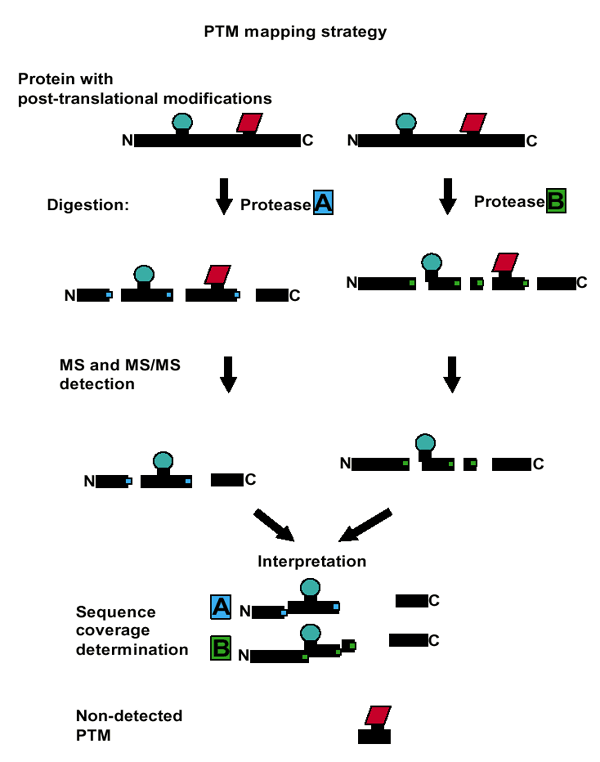 PTM mapping strategy
Protein with
post-translational modifications
N C N C
Digestion: Protease A Protease B
N C N C
MS and MS/MS
detection
N C N C
Interpretation
Sequence
coverage
determination
A N C
B N C
Non-detected
PTM